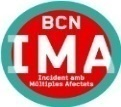 BCN
IMA
Incident amb
Múltiples Afectats